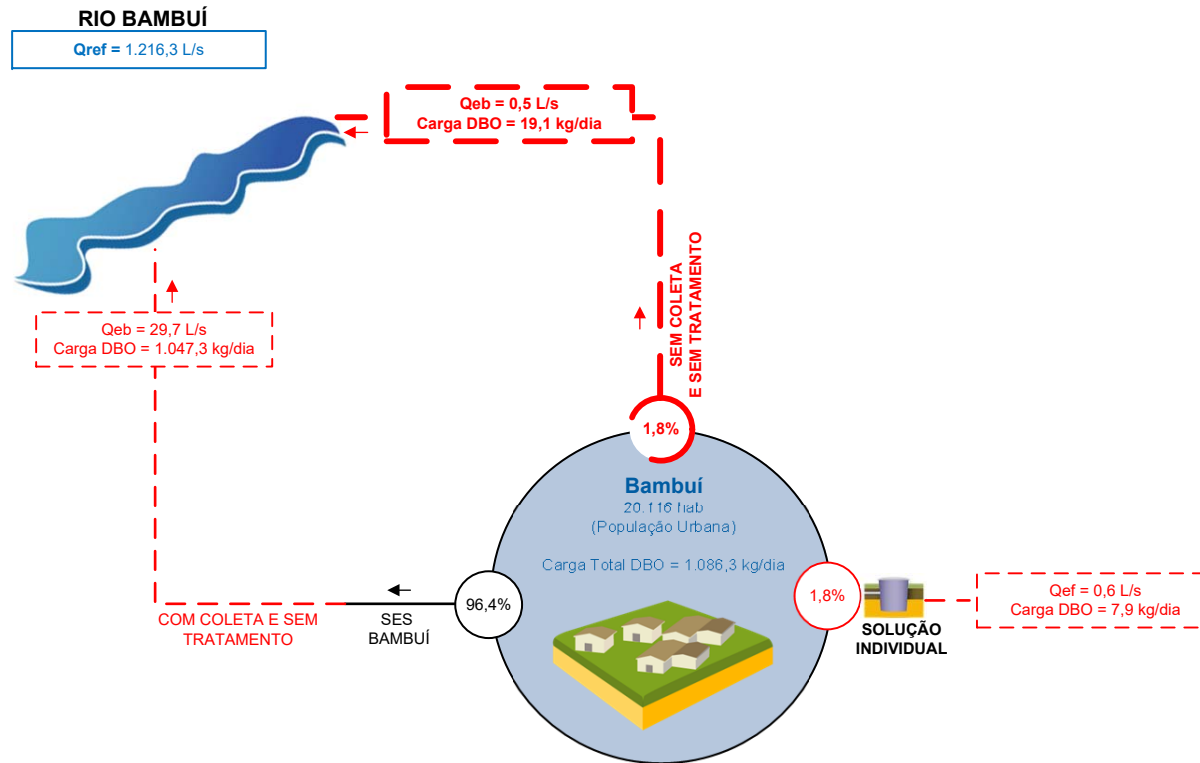 RIO BAMBUÍ
Qref = 1.216,3 L/s
Qeb = 0,5 L/s
Carga DBO = 19,1 kg/dia
SEM COLETA
E SEM TRATAMENTO
Qeb = 29,7 L/s
Carga DBO = 1.047,3 kg/dia
1,8%
Bambuí
20.116 hab
(População Urbana)
Carga Total DBO = 1.086,3 kg/dia
96,4%
SES
BAMBUÍ
COM COLETA E SEM
TRATAMENTO
1,8%
SOLUÇÃO
INDIVIDUAL
Qef = 0,6 L/s
Carga DBO = 7,9 kg/dia